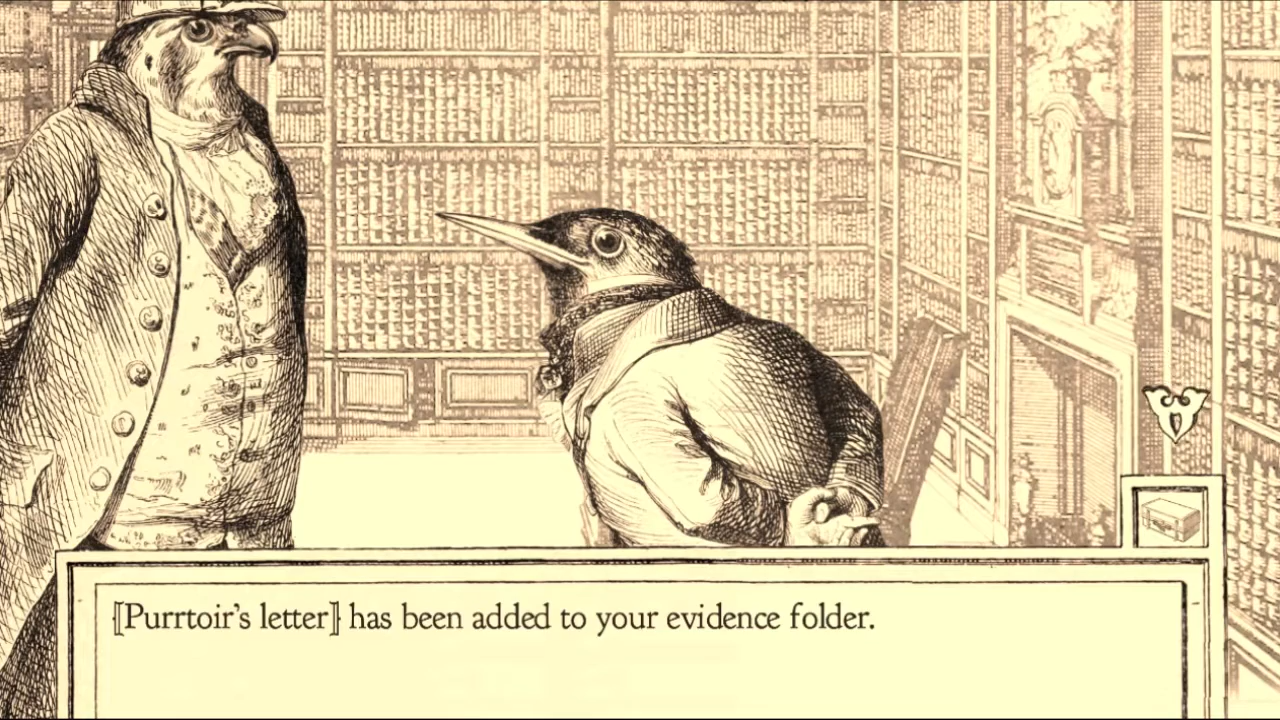 ⟦Purrtoir's letter⟧ has been added to your evidence folder.